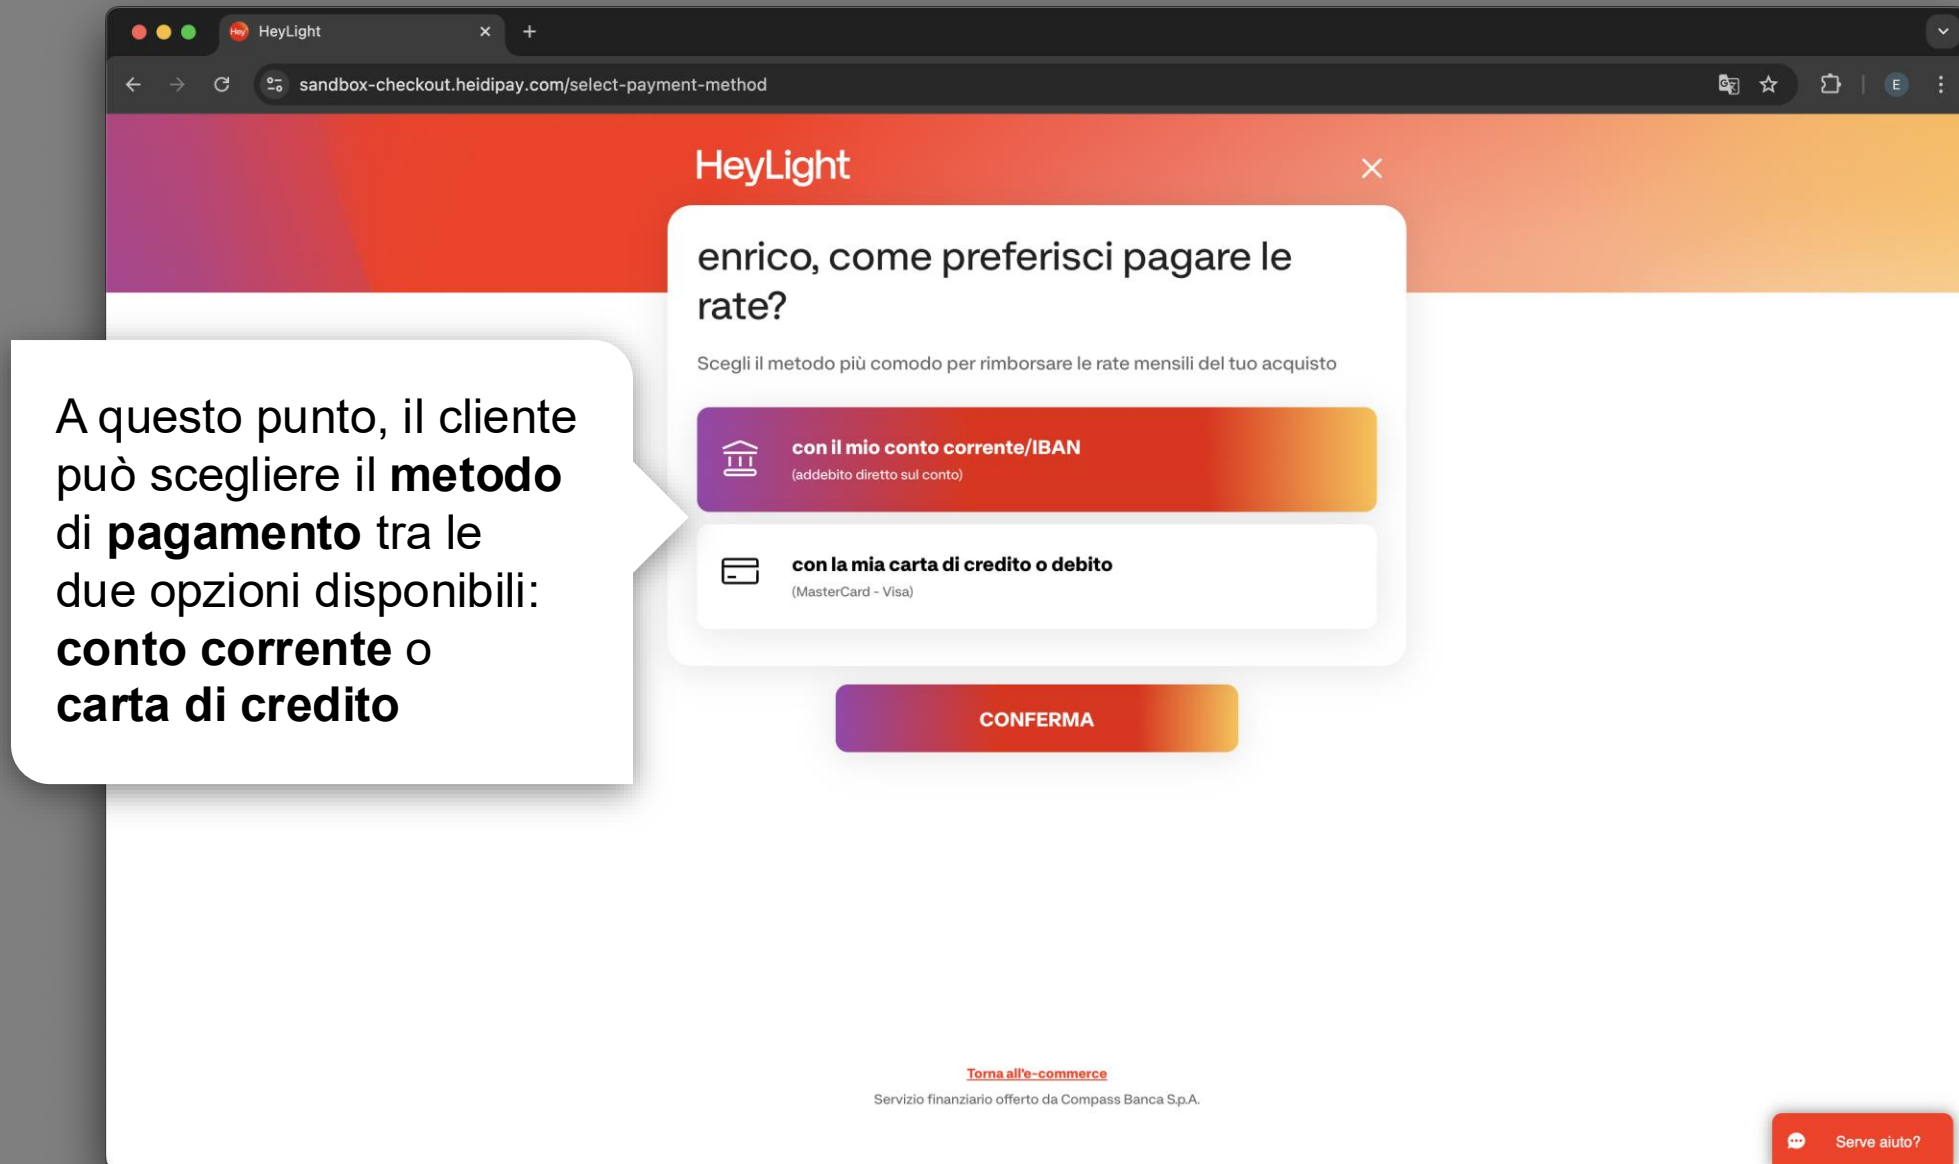 HeyLight
sandbox-checkout.heidipay.com/select-payment-method
E
HeyLight
enrico, come preferisci pagare le
rate?
Scegli il metodo più comodo per rimborsare le rate mensili del tuo acquisto
con il mio conto corrente/IBAN
(addebito diretto sul conto)
con la mia carta di credito o debito
(MasterCard - Visa)
CONFERMA
A questo punto, il cliente
può scegliere il metodo
di pagamento tra le
due opzioni disponibili:
conto corrente o
carta di credito
Torna all'e-commerce
Servizio finanziario offerto da Compass Banca S.p.A.
Serve aiuto?